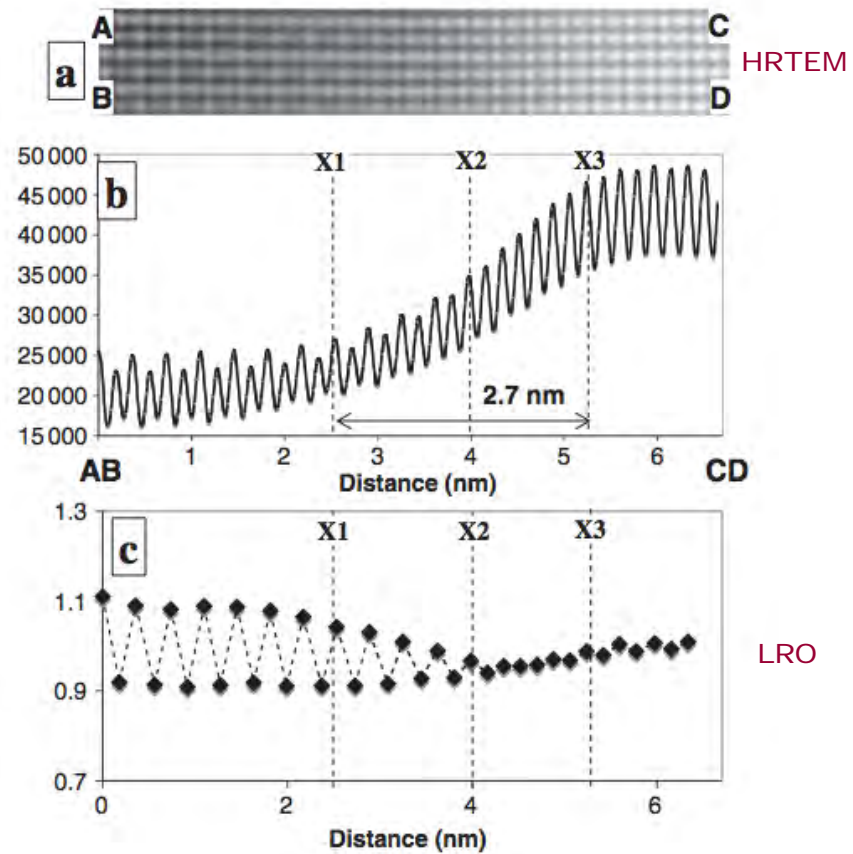 A C
a HRTEM
B D
50 000 X1 X2 X3
b
45 000
40 000
35 000
30 000
25 000
20 000 2.7 nm
15 000
1 2 3 4 5 6
AB CD
Distance (nm)
1.3
c X1 X2 X3
1.1
LRO
0.9
0.7
0 2 4 6
Distance (nm)